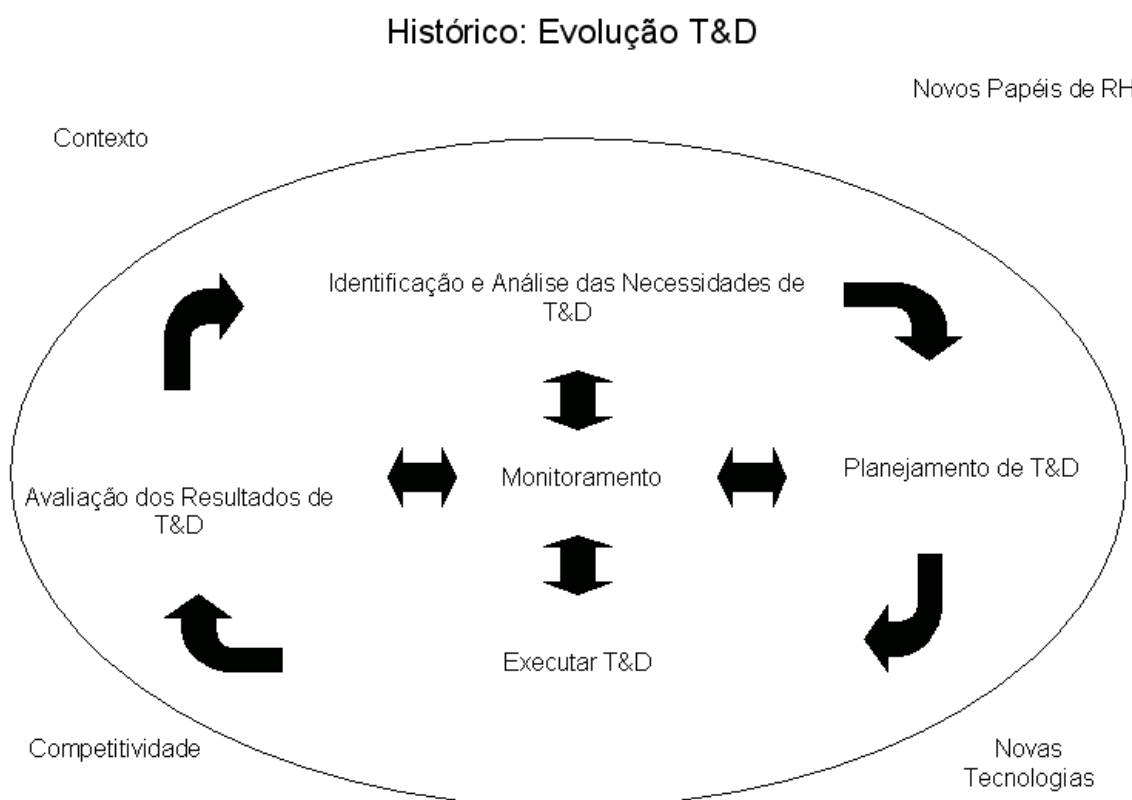 Histórico: Evolução T&D
Novos Papéis de RH
Contexto
Identificação e Análise das Necessidades de
T&D
Monitoramento
Planejamento de T&D
Avaliação dos Resultados de
T&D
Executar T&D
Competitividade
Novas
Tecnologias